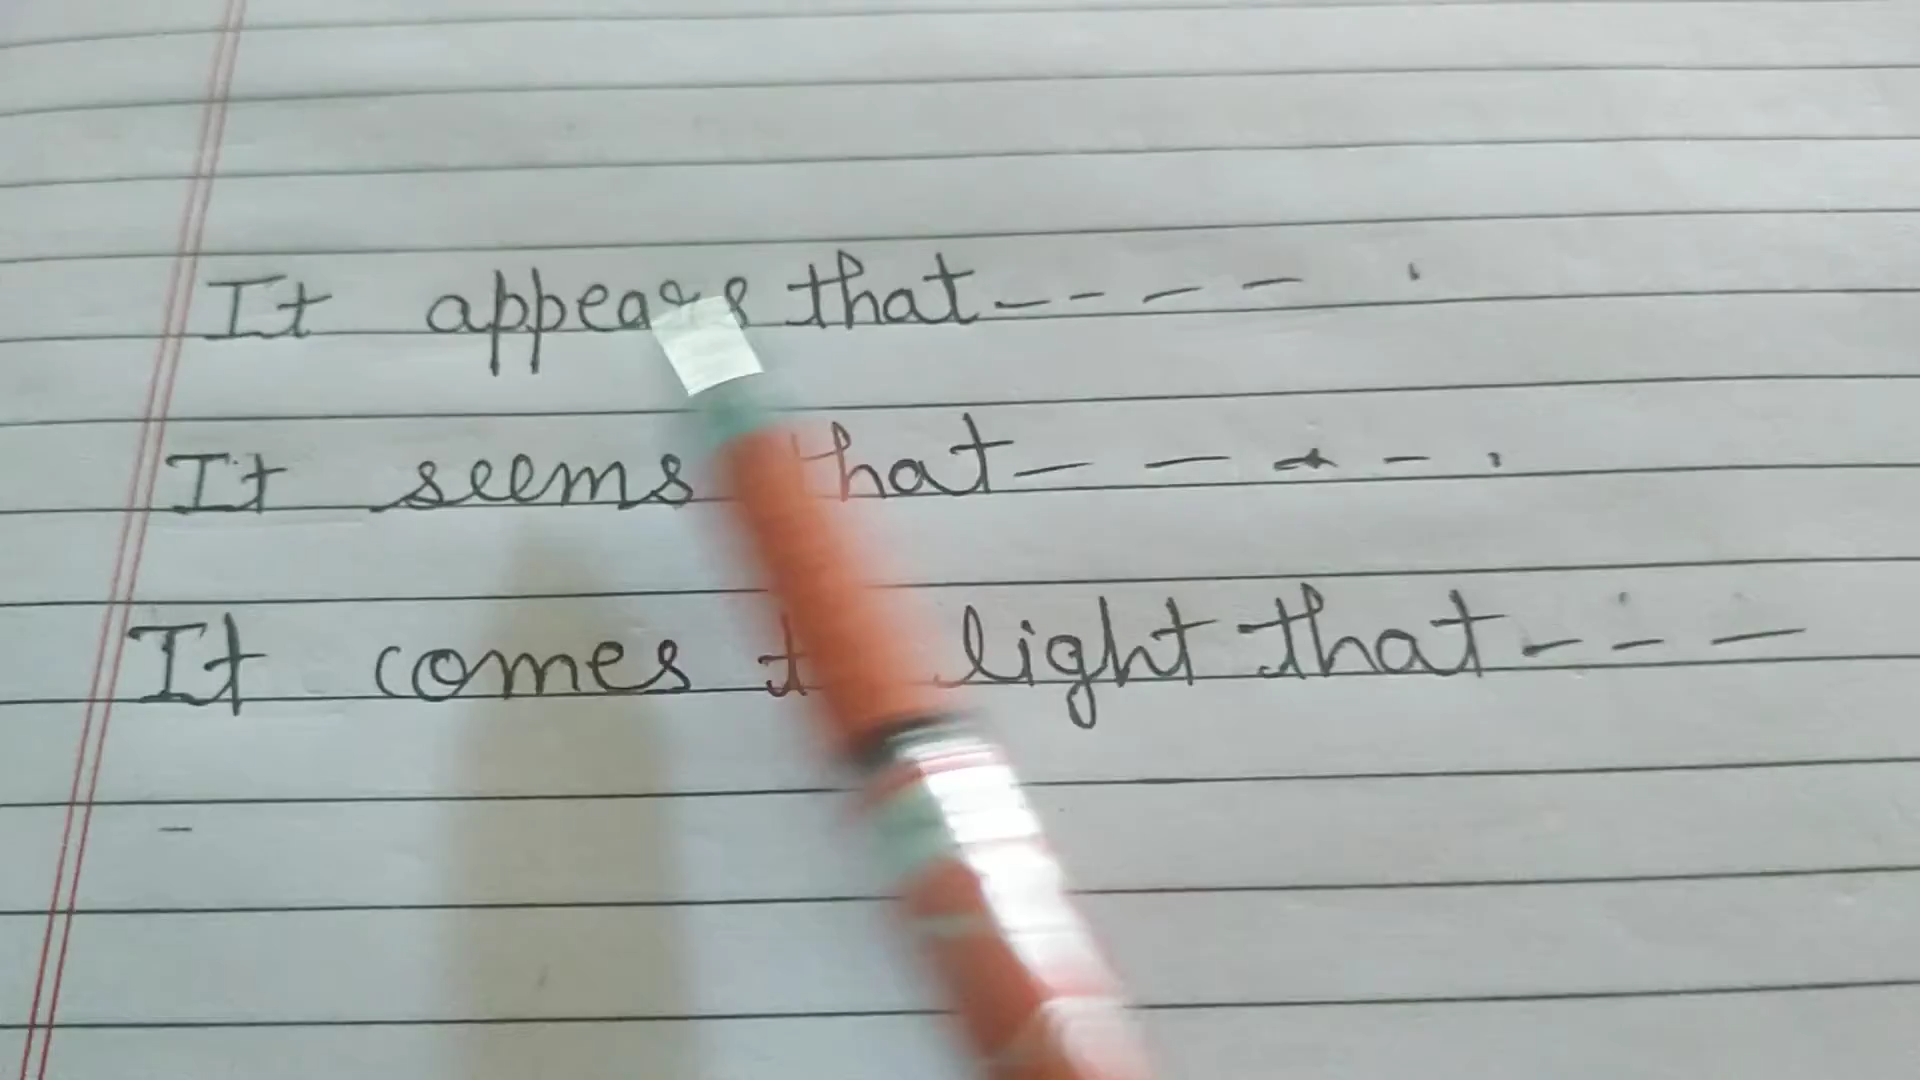 It appears that - - - - .
It seems that - - - - .
It comes light that - - -